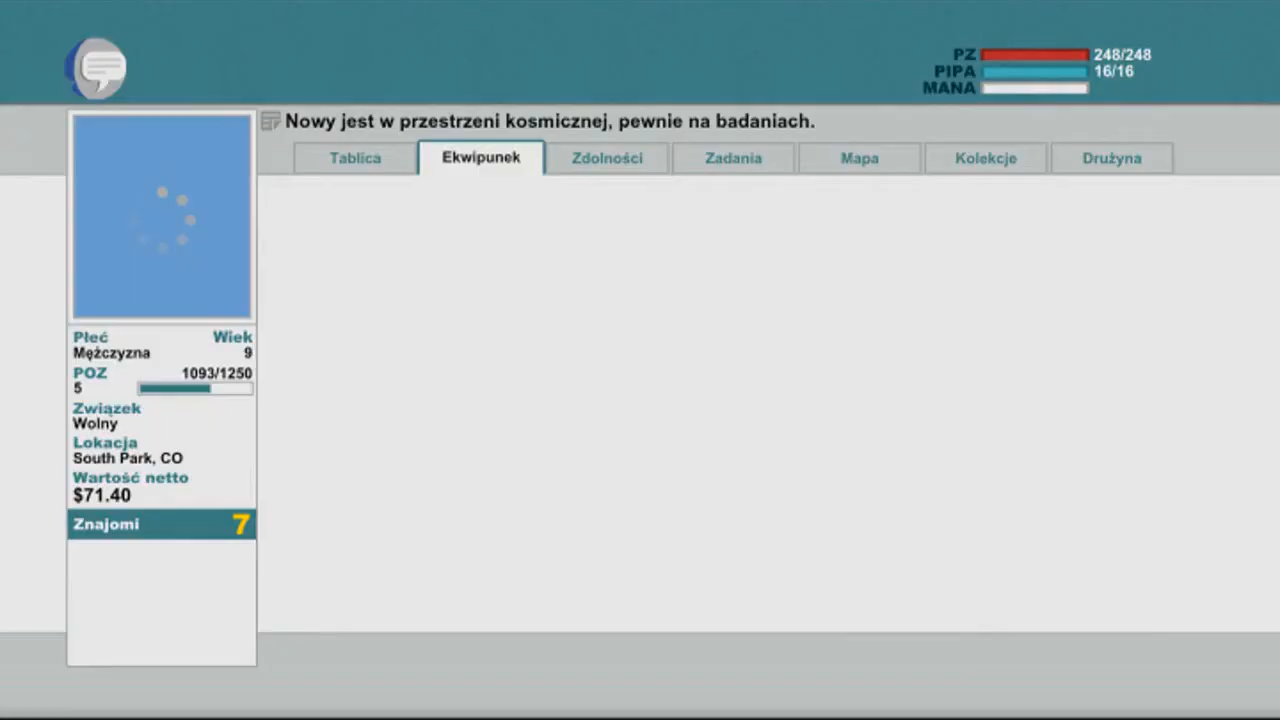 PZ 248/248
PIPA 16/16
MANA
Nowy jest w przestrzeni kosmicznej, pewnie na badaniach.
Tablica Ekwipunek Zdolności Zadania Mapa Kolekcje Drużyna
Płeć Wiek
Mężczyzna 9
POZ 1093/1250
5
Związek
Wolny
Lokacja
South Park, CO
Wartość netto
$71.40
Znajomi 7